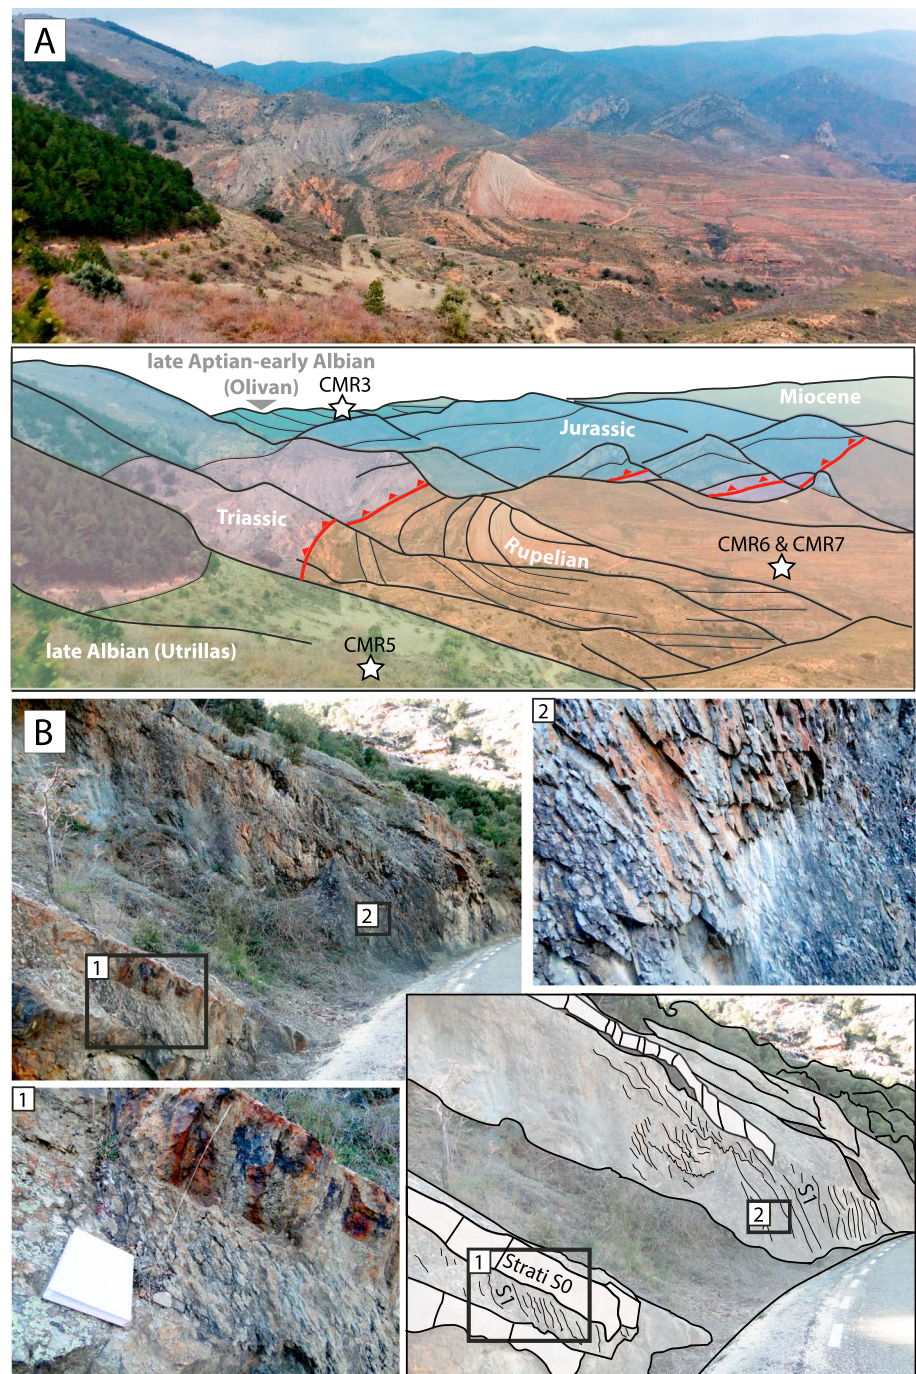 A
late Aptian-early Albian
(Olivan)
CMR3
Miocene
Jurassic
Triassic
Rupelian
CMR6 & CMR7
CMR5
late Albian (Utrillas)
B
2
2
1
1
S1
2
1
Strati S0
S1